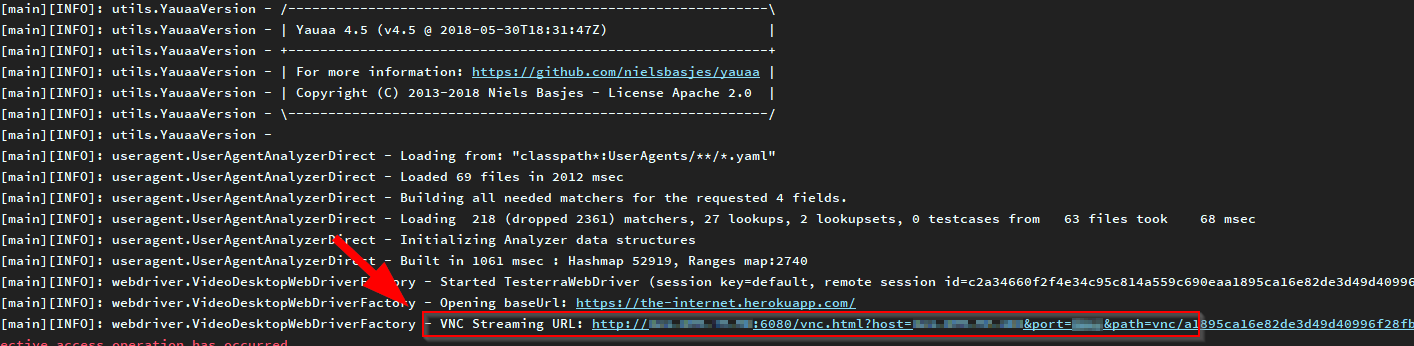 [main][INFO]: utils.YauaaVersion - /-----------------------------------------------------------\
[main][INFO]: utils.YauaaVersion - | Yauaa 4.5 (v4.5 @ 2018-05-30T18:31:47Z)                    |
[main][INFO]: utils.YauaaVersion - +-----------------------------------------------------------+
[main][INFO]: utils.YauaaVersion - | For more information: https://github.com/nielsbasjes/yauaa |
[main][INFO]: utils.YauaaVersion - | Copyright (C) 2013-2018 Niels Basjes - License Apache 2.0  |
[main][INFO]: utils.YauaaVersion - \-----------------------------------------------------------/
[main][INFO]: utils.YauaaVersion -
[main][INFO]: useragent.UserAgentAnalyzerDirect - Loading from: "classpath*:UserAgents/**/*.yaml"
[main][INFO]: useragent.UserAgentAnalyzerDirect - Loaded 69 files in 2012 msec
[main][INFO]: useragent.UserAgentAnalyzerDirect - Building all needed matchers for the requested 4 fields.
[main][INFO]: useragent.UserAgentAnalyzerDirect - Loading  218 (dropped 2361) matchers, 27 lookups, 2 lookupsets, 0 testcases from   63 files took    68 msec
[main][INFO]: useragent.UserAgentAnalyzerDirect - Initializing Analyzer data structures
[main][INFO]: useragent.UserAgentAnalyzerDirect - Built in 1061 msec : Hashmap 52919, Ranges map:2740
[main][INFO]: webdriver.VideoDesktopWebDriverFactory - Started TesterraWebDriver (session key=default, remote session id=c2a34660f2f4e34c95c814a559c690eaa1895ca16e82de3d49d40996
[main][INFO]: webdriver.VideoDesktopWebDriverFactory - Opening baseUrl: https://the-internet.herokuapp.com/
[main][INFO]: webdriver.VideoDesktopWebDriverFactory - VNC Streaming URL: http:// :6080/vnc.html?host= &port= &path=vnc/a1895ca16e82de3d49d40996f28fb
ective access operation has occurred